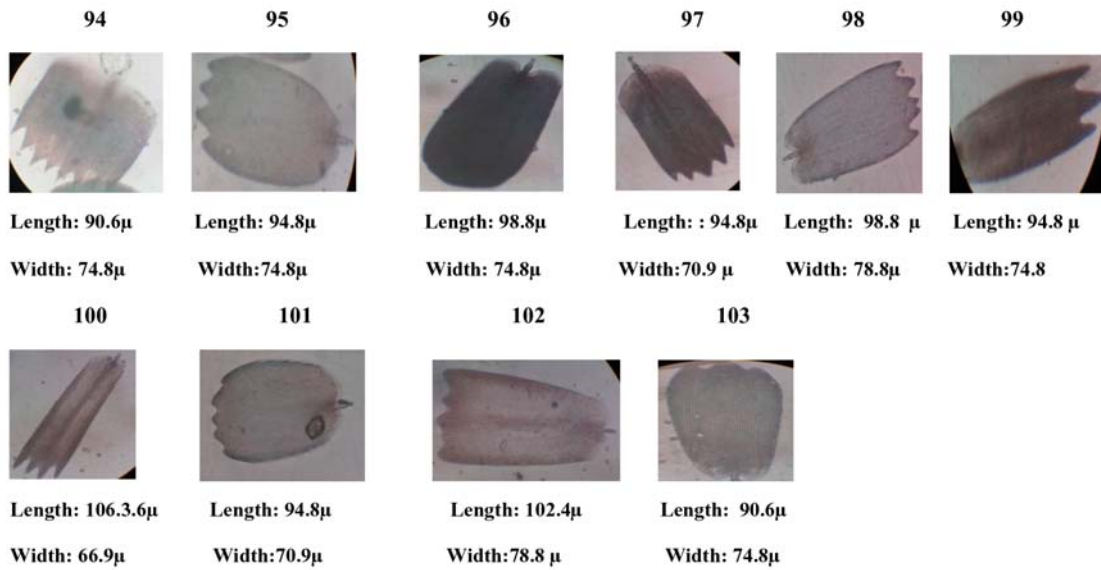 94 95 96 97 98 99
Length: 90.6μ Length: 94.8μ Length: 98.8μ Length: : 94.8μ Length: 98.8 μ Length: 94.8 μ
Width: 74.8μ Width:74.8μ Width: 74.8μ Width:70.9 μ Width: 78.8μ Width:74.8
100 101 102 103
Length: 106.3.6μ Length: 94.8μ Length: 102.4μ Length: 90.6μ
Width: 66.9μ Width:70.9μ Width:78.8 μ Width: 74.8μ